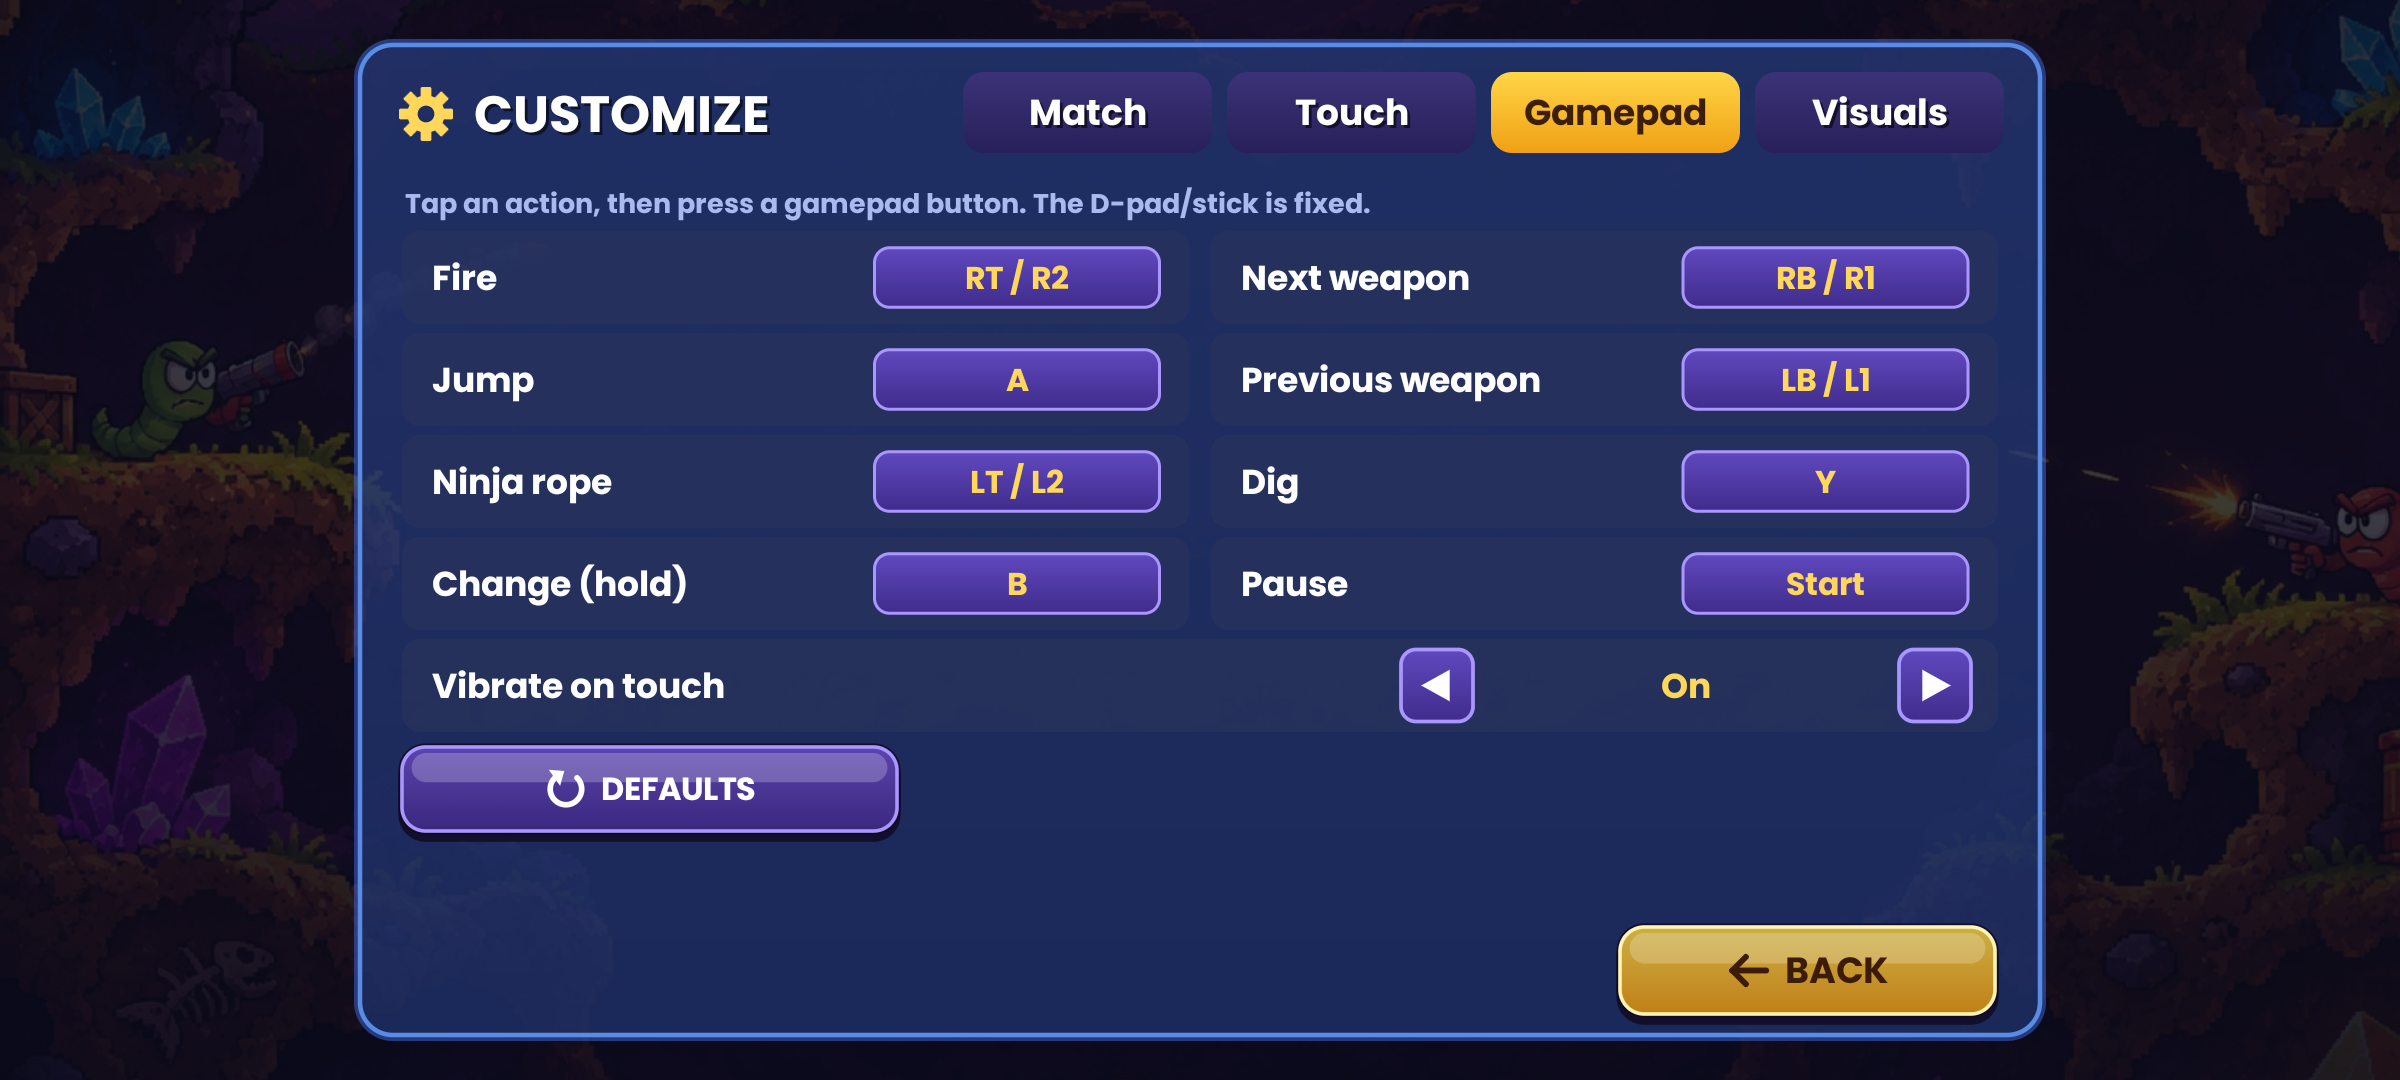 CUSTOMIZE
Match
Touch
Gamepad
Visuals
Tap an action, then press a gamepad button. The D-pad/stick is fixed.
Fire
RT / R2
Next weapon
RB / R1
Jump
A
Previous weapon
LB / L1
Ninja rope
LT / L2
Dig
Y
Change (hold)
B
Pause
Start
Vibrate on touch
On
DEFAULTS
BACK